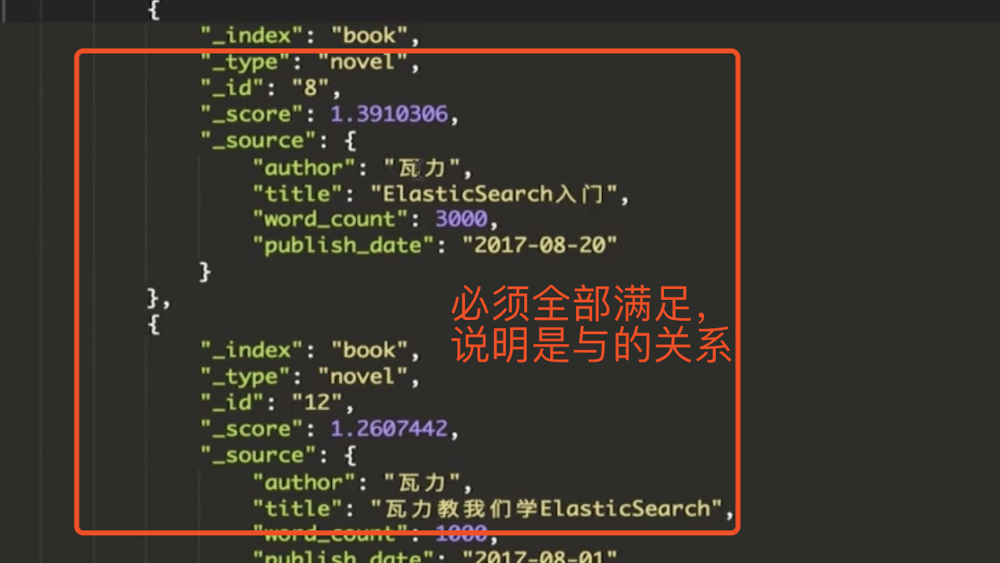 {
"_index": "book",
"_type": "novel",
"_id": "8",
"_score": 1.3910306,
"_source": {
"author": "瓦力",
"title": "ElasticSearch入门",
"word_count": 3000,
"publish_date": "2017-08-20"
}
},
{
必须全部满足，
说明是与的关系
"_index": "book",
"_type": "novel",
"_id": "12",
"_score": 1.2607442,
"_source": {
"author": "瓦力",
"title": "瓦力教我们学ElasticSearch",
"word_count": 1000,
"publish_date": "2017-08-01"